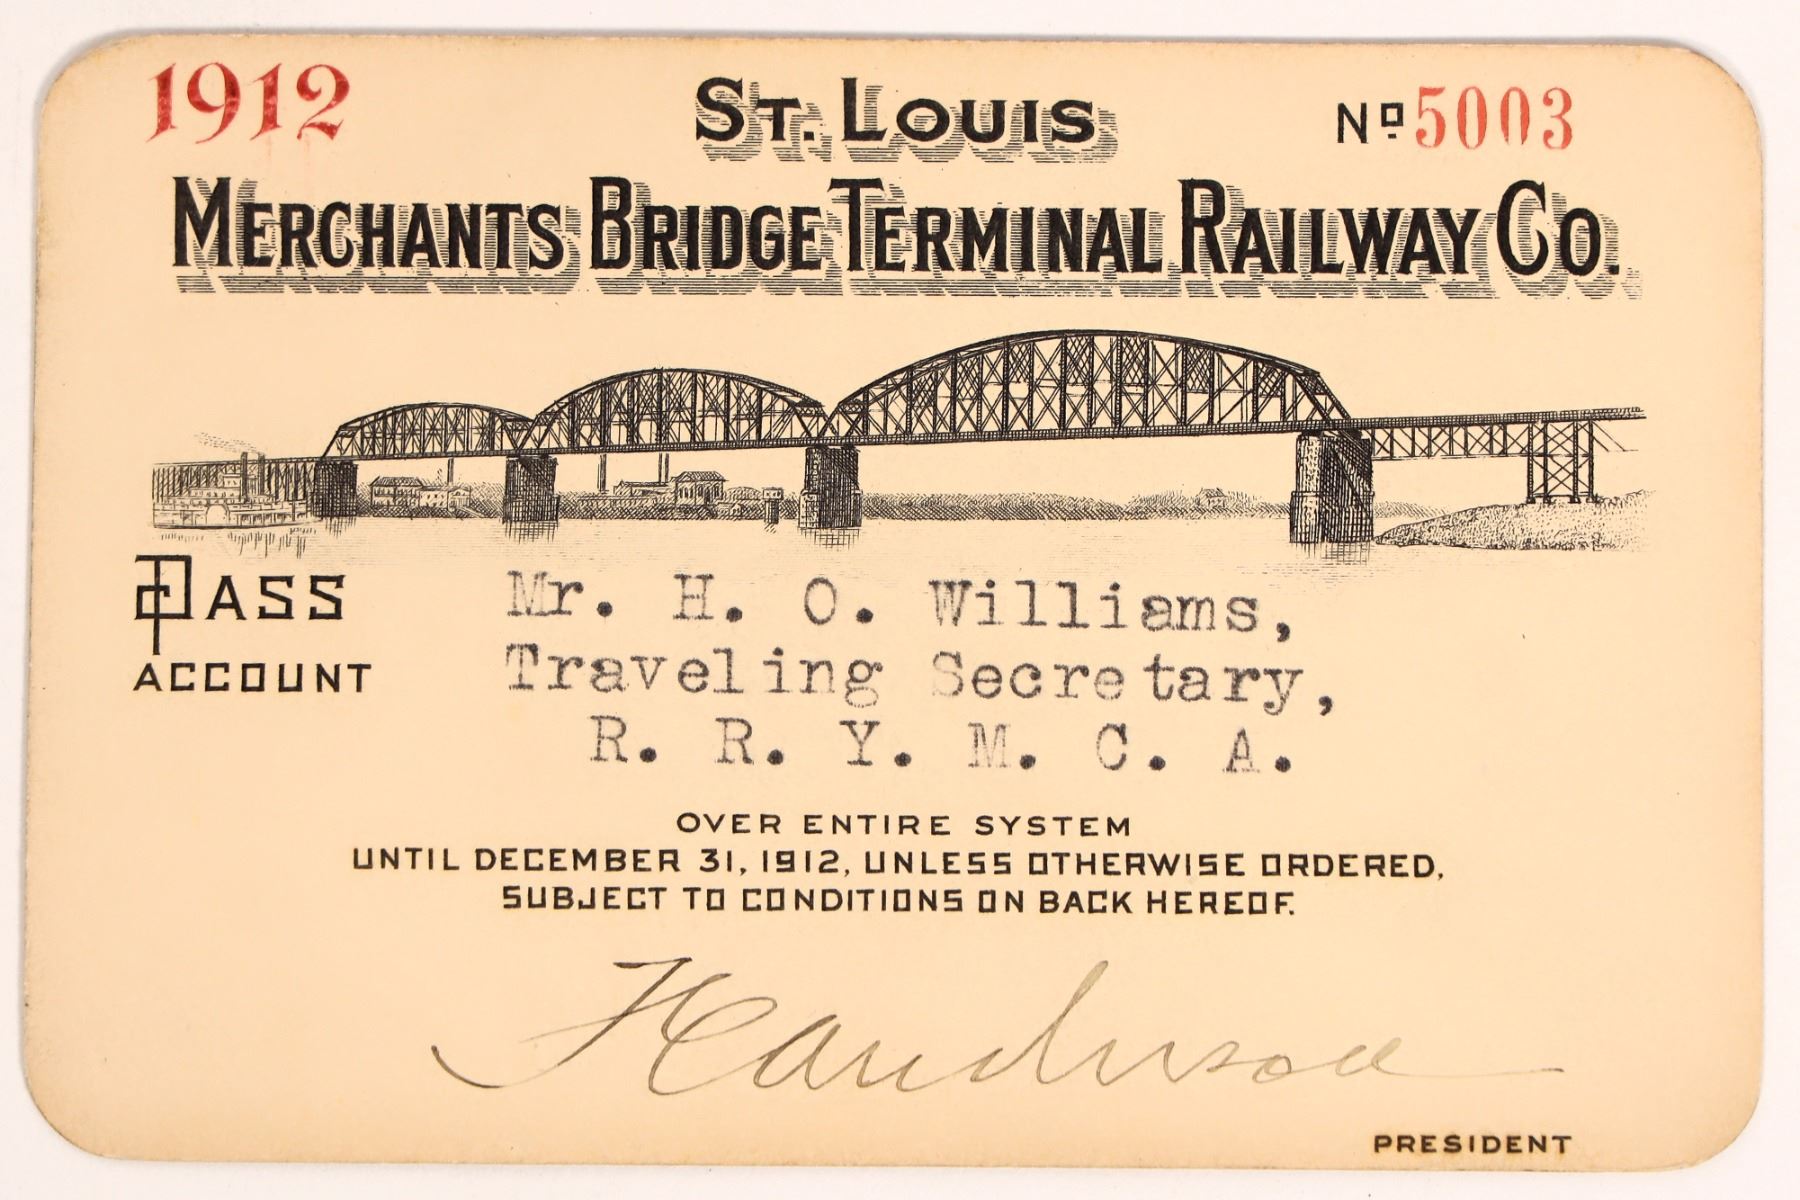 1912
St. Louis
No 5003
Merchants Bridge Terminal Railway Co.
Pass
Mr. H. O. Williams,
Account
Traveling Secretary,
R. R. Y. M. C. A.
OVER ENTIRE SYSTEM
UNTIL DECEMBER 31, 1912, UNLESS OTHERWISE ORDERED,
SUBJECT TO CONDITIONS ON BACK HEREOF.
PRESIDENT